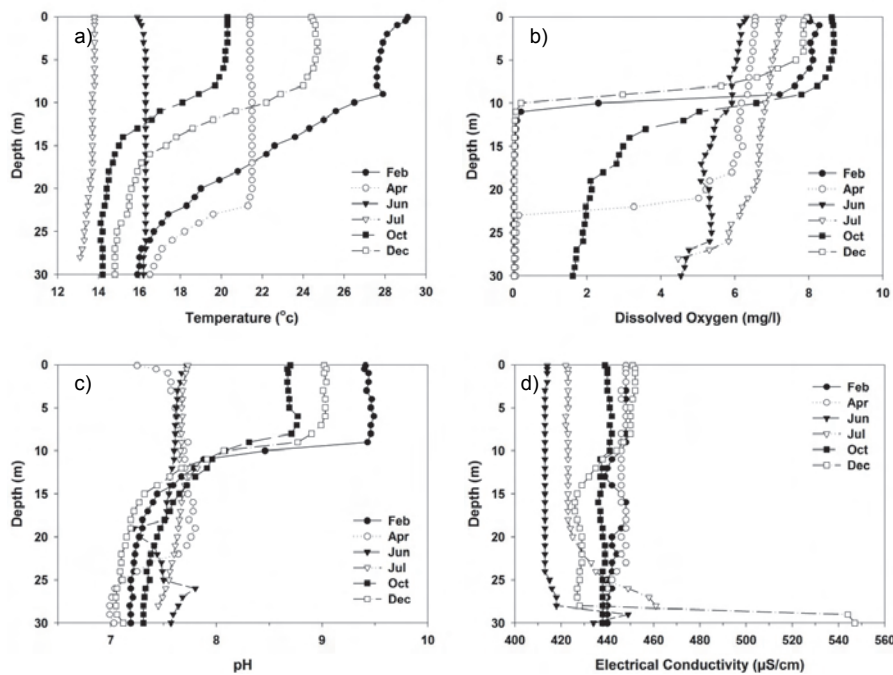 a)
0
5
10
15
20
25
30
Depth (m)
12 14 16 18 20 22 24 26 28 30
Temperature (°c)
Feb
Apr
Jun
Jul
Oct
Dec
b)
0
5
10
15
20
25
30
Depth (m)
0 2 4 6 8 10
Dissolved Oxygen (mg/l)
Feb
Apr
Jun
Jul
Oct
Dec
c)
0
5
10
15
20
25
30
Depth (m)
7 8 9 10
pH
Feb
Apr
Jun
Jul
Oct
Dec
d)
0
5
10
15
20
25
30
Depth (m)
400 420 440 460 480 500 520 540 560
Electrical Conductivity (µS/cm)
Feb
Apr
Jun
Jul
Oct
Dec